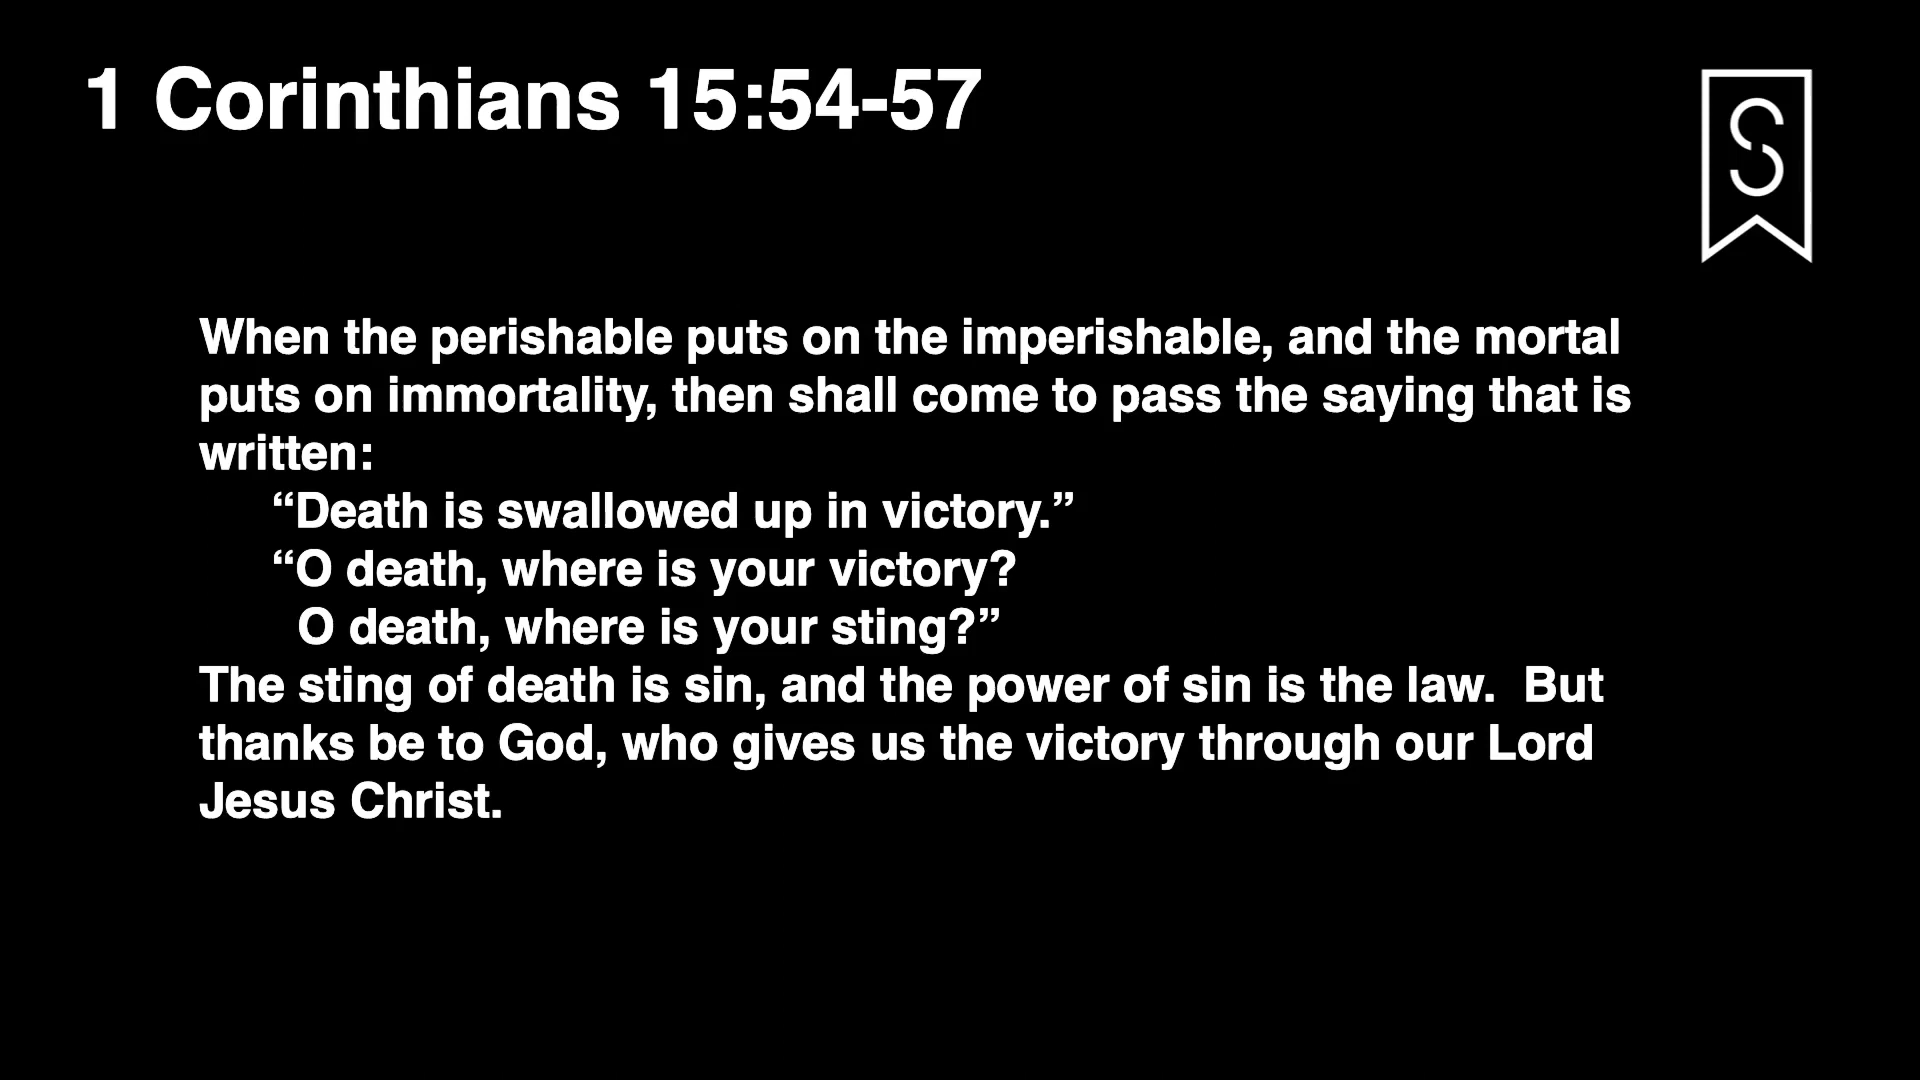 1 Corinthians 15:54-57
S
When the perishable puts on the imperishable, and the mortal
puts on immortality, then shall come to pass the saying that is
written:
“Death is swallowed up in victory.”
“O death, where is your victory?
O death, where is your sting?”
The sting of death is sin, and the power of sin is the law.  But
thanks be to God, who gives us the victory through our Lord
Jesus Christ.